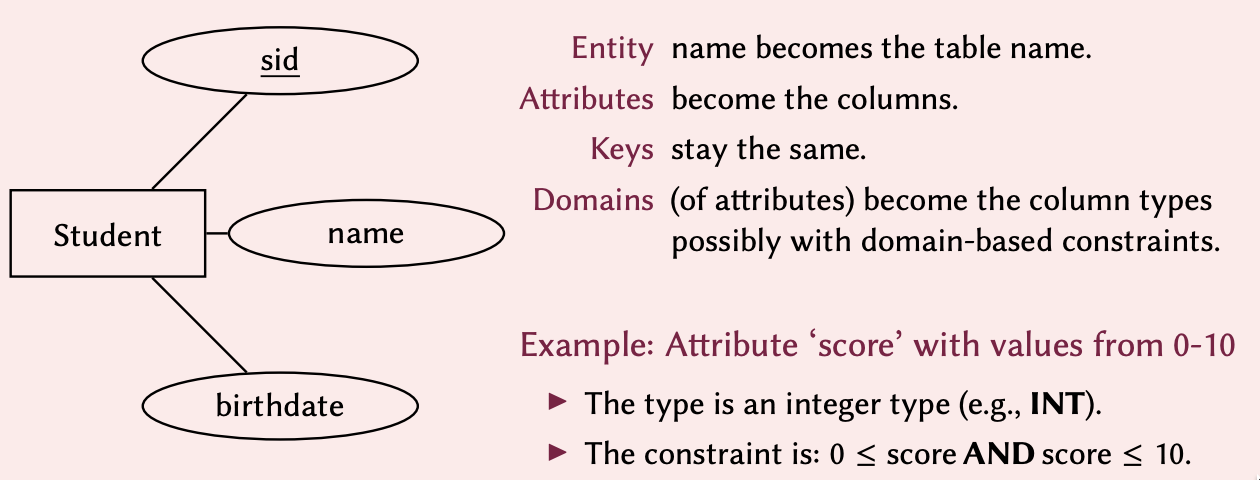 sid
Student
name
birthdate
Entity name becomes the table name.
Attributes become the columns.
Keys stay the same.
Domains (of attributes) become the column types
possibly with domain-based constraints.
Example: Attribute ‘score’ with values from 0-10
▶ The type is an integer type (e.g., INT).
▶ The constraint is: 0 ≤ score AND score ≤ 10.